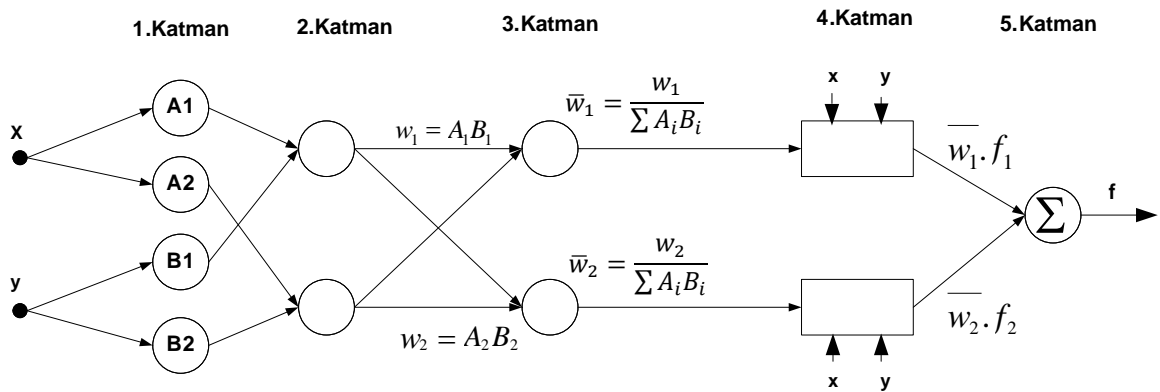 1.Katman 2.Katman 3.Katman 4.Katman 5.Katman
x y
X
A1
A2
w₁ = A₁B₁
w̅₁ = w₁ / ∑ AᵢBᵢ
w̅₁.f₁
f
∑
y
B1
B2
w₂ = A₂B₂
w̅₂ = w₂ / ∑ AᵢBᵢ
w̅₂.f₂
x y